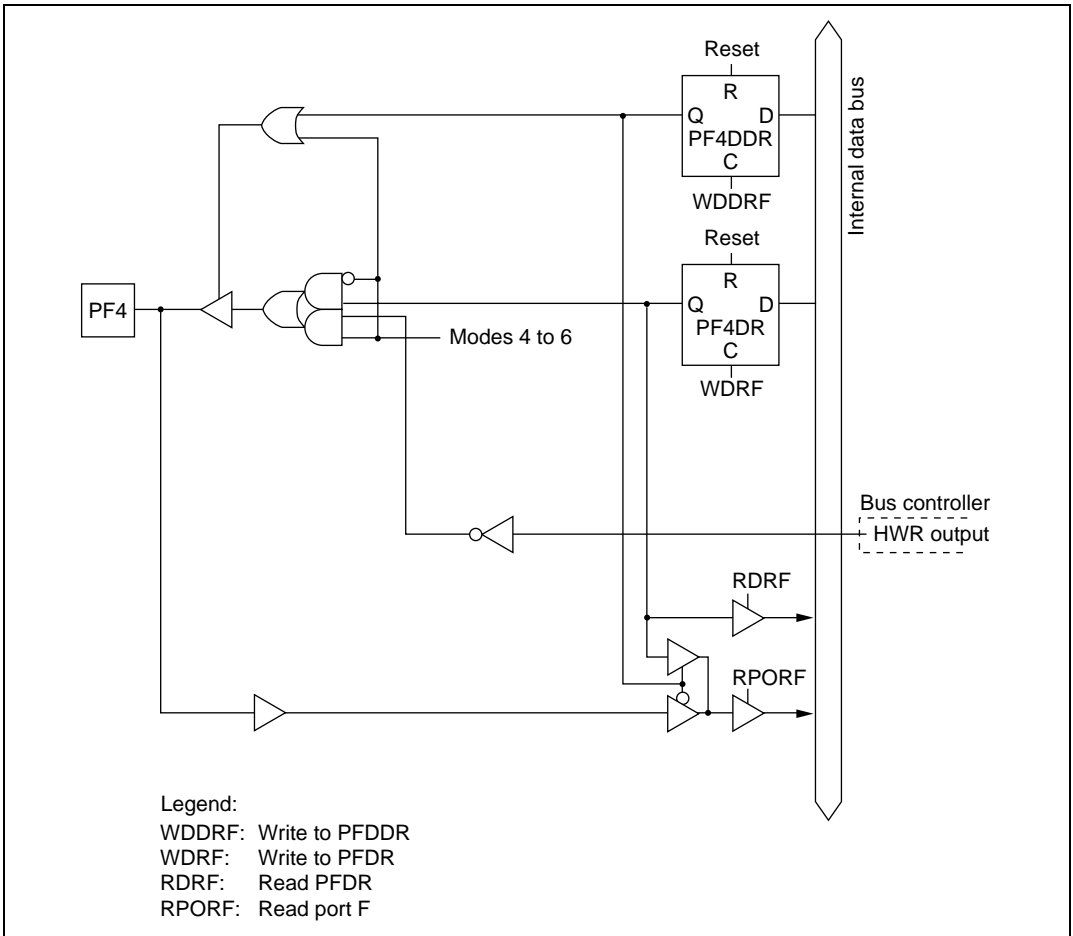 Reset
R
Q D
PF4DDR
C
WDDRF
Internal data bus
Reset
R
Q D
PF4DR
C
WDRF
PF4
Modes 4 to 6
Bus controller
HWR output
RDRF
RPORF
Legend:
WDDRF: Write to PFDDR
WDRF: Write to PFDR
RDRF: Read PFDR
RPORF: Read port F